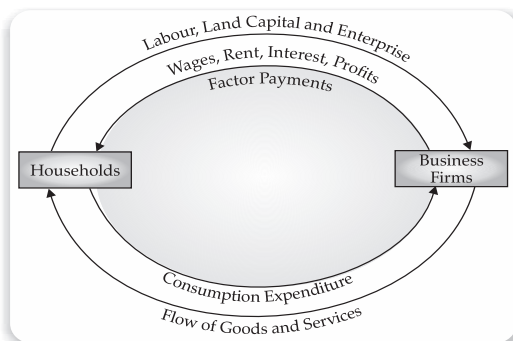 Labour, Land Capital and Enterprise
Wages, Rent, Interest, Profits
Factor Payments
Households
Business
Firms
Consumption Expenditure
Flow of Goods and Services